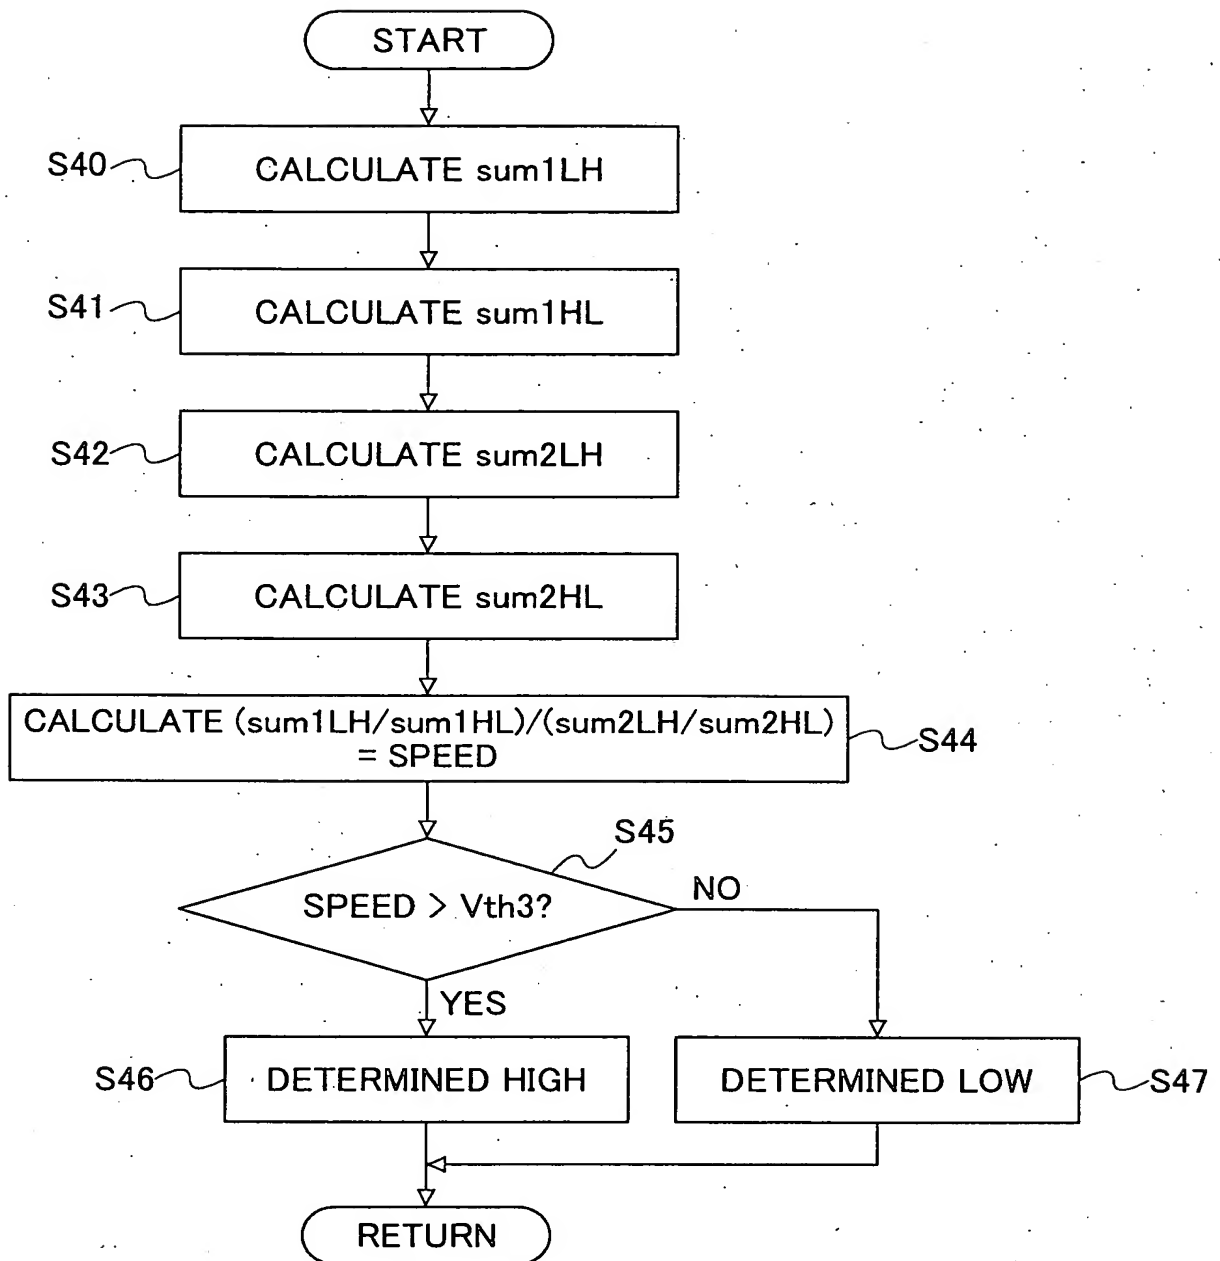 START
S40
CALCULATE sum1LH
S41
CALCULATE sum1HL
S42
CALCULATE sum2LH
S43
CALCULATE sum2HL
CALCULATE (sum1LH/sum1HL)/(sum2LH/sum2HL)
= SPEED
S44
S45
SPEED > Vth3?
NO
YES
S46
DETERMINED HIGH
DETERMINED LOW
S47
RETURN